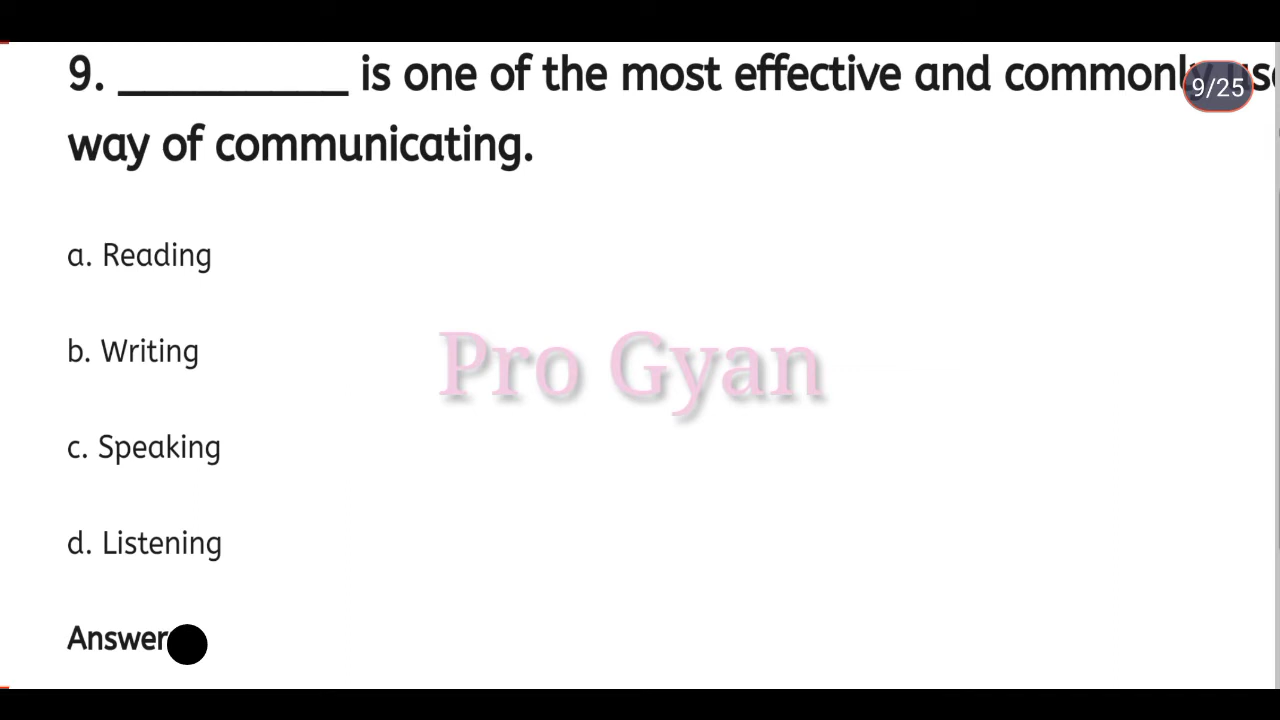 9. __________ is one of the most effective and commonly
9/25
way of communicating.
a. Reading
b. Writing
Pro Gyan
c. Speaking
d. Listening
Answer